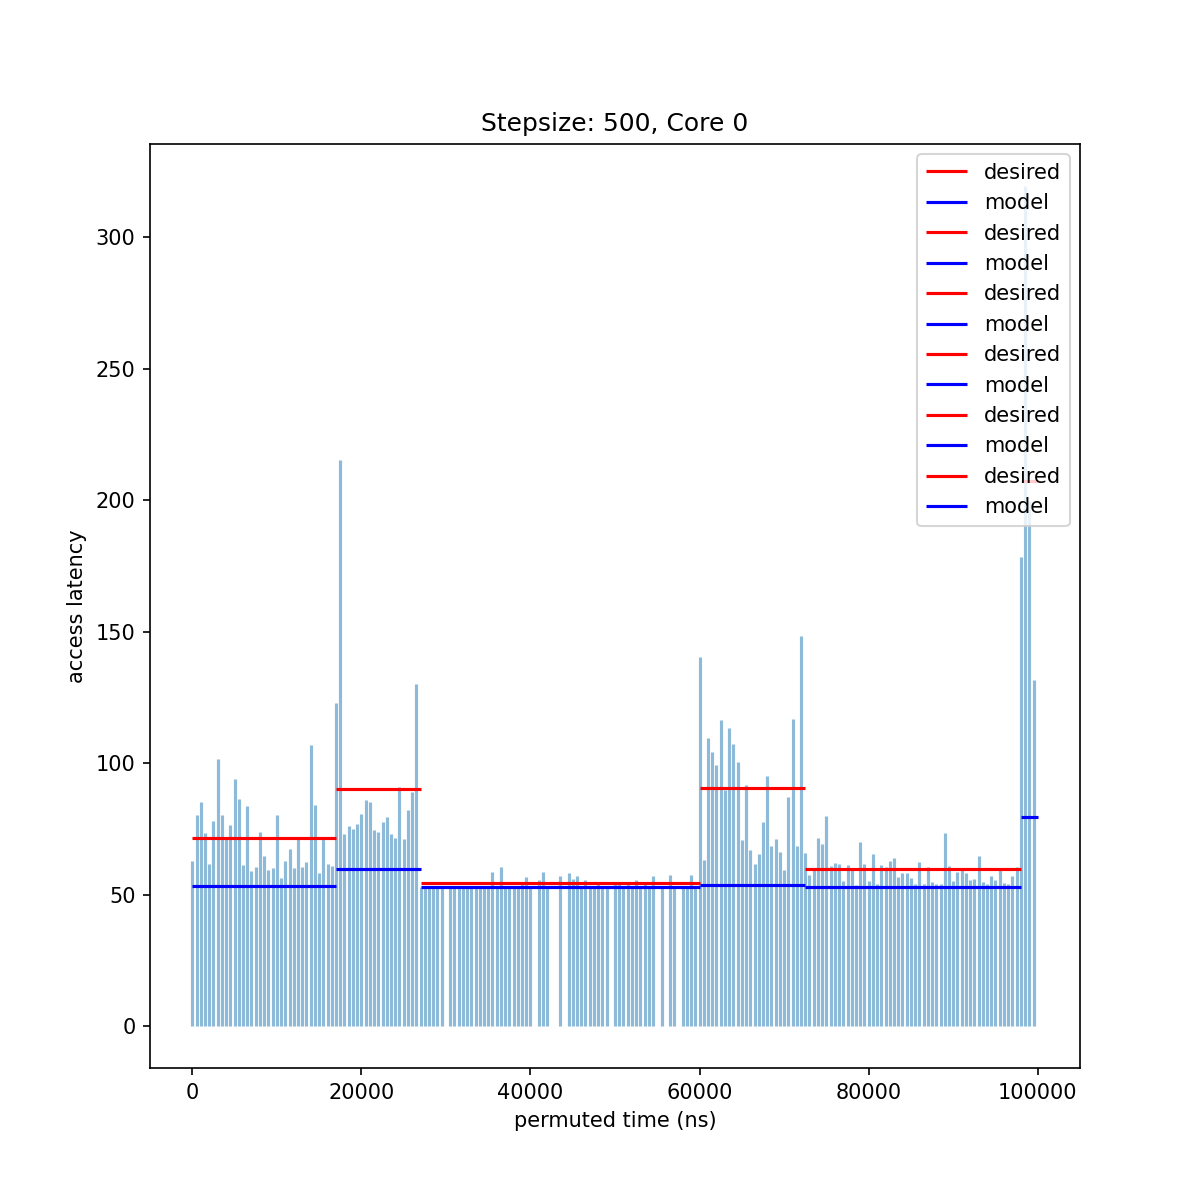 Stepsize: 500, Core 0
desired
model
desired
model
desired
model
desired
model
desired
model
desired
model
300
250
200
150
100
50
0
access latency
0 20000 40000 60000 80000 100000
permuted time (ns)